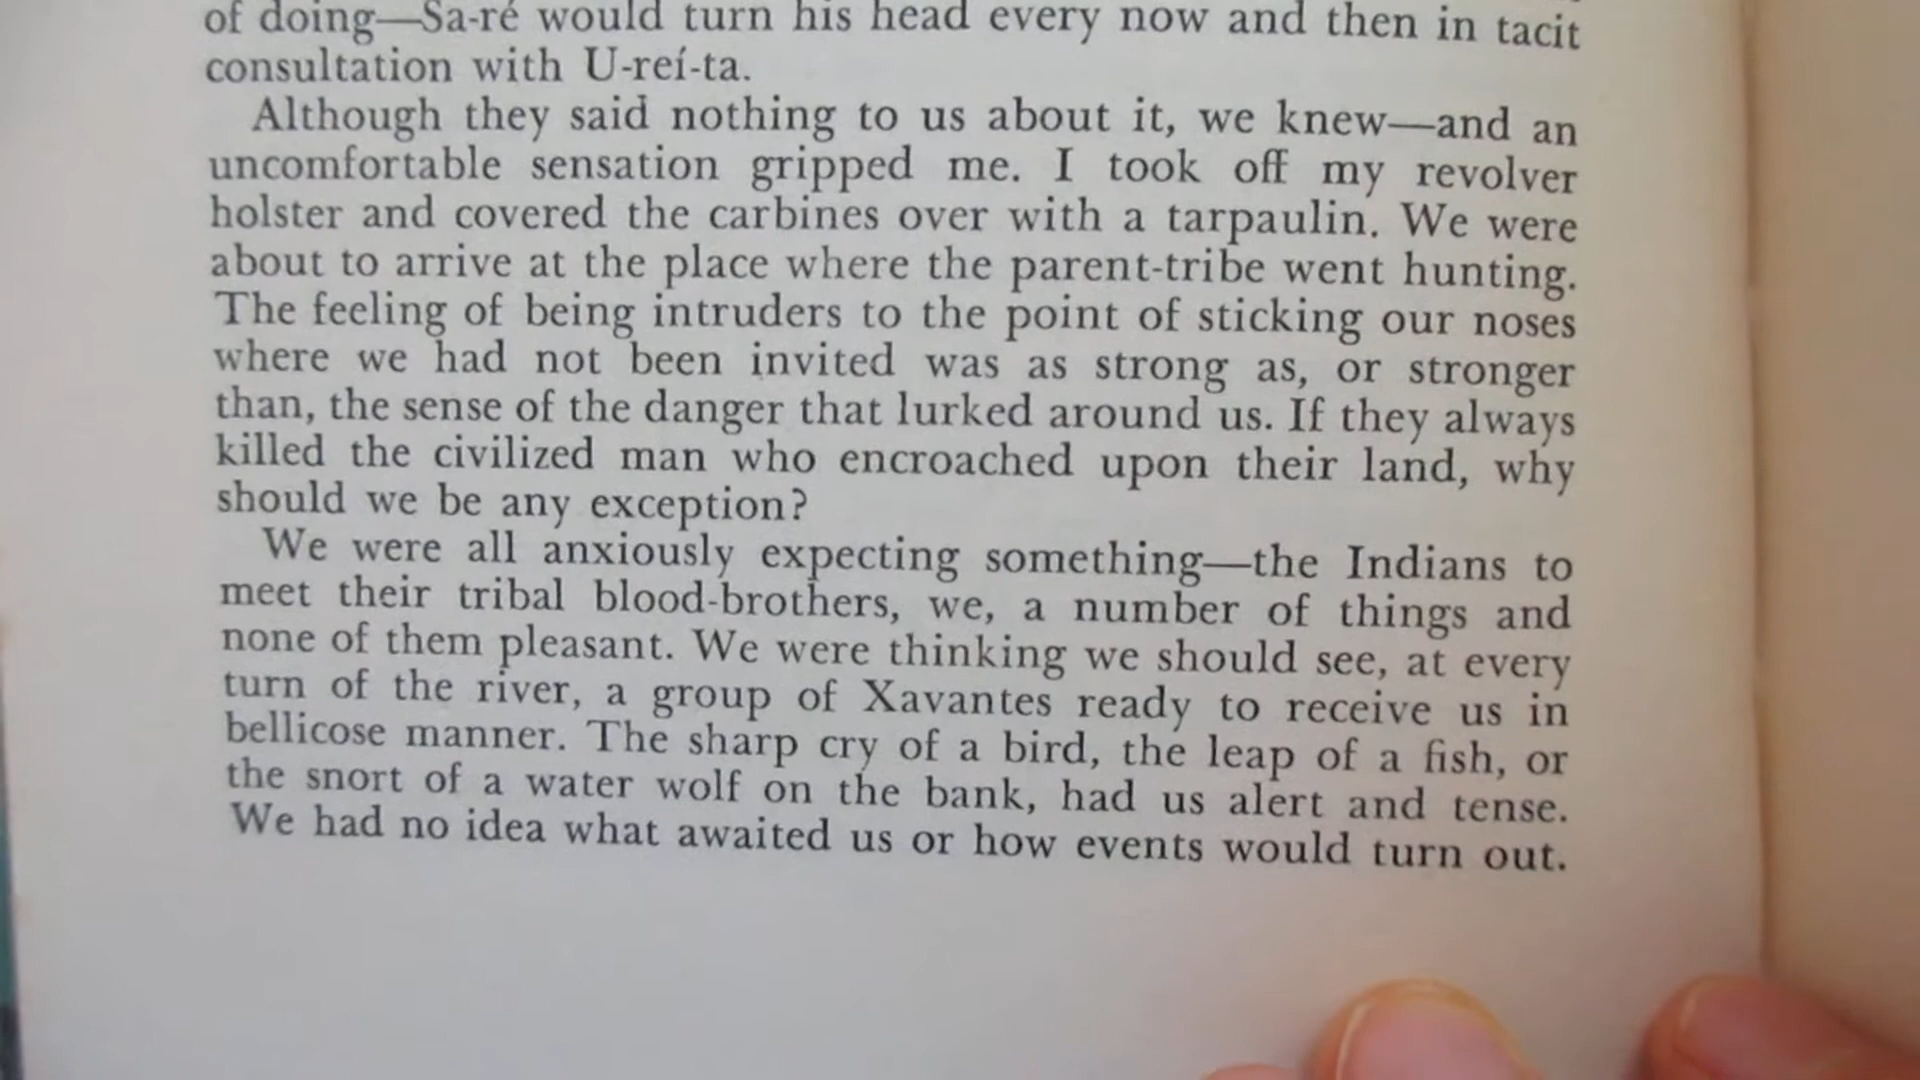 of doing—Sa-ré would turn his head every now and then in tacit
consultation with U-reí-ta.
Although they said nothing to us about it, we knew—and an
uncomfortable sensation gripped me. I took off my revolver
holster and covered the carbines over with a tarpaulin. We were
about to arrive at the place where the parent-tribe went hunting.
The feeling of being intruders to the point of sticking our noses
where we had not been invited was as strong as, or stronger
than, the sense of the danger that lurked around us. If they always
killed the civilized man who encroached upon their land, why
should we be any exception?
We were all anxiously expecting something—the Indians to
meet their tribal blood-brothers, we, a number of things and
none of them pleasant. We were thinking we should see, at every
turn of the river, a group of Xavantes ready to receive us in
bellicose manner. The sharp cry of a bird, the leap of a fish, or
the snort of a water wolf on the bank, had us alert and tense.
We had no idea what awaited us or how events would turn out.